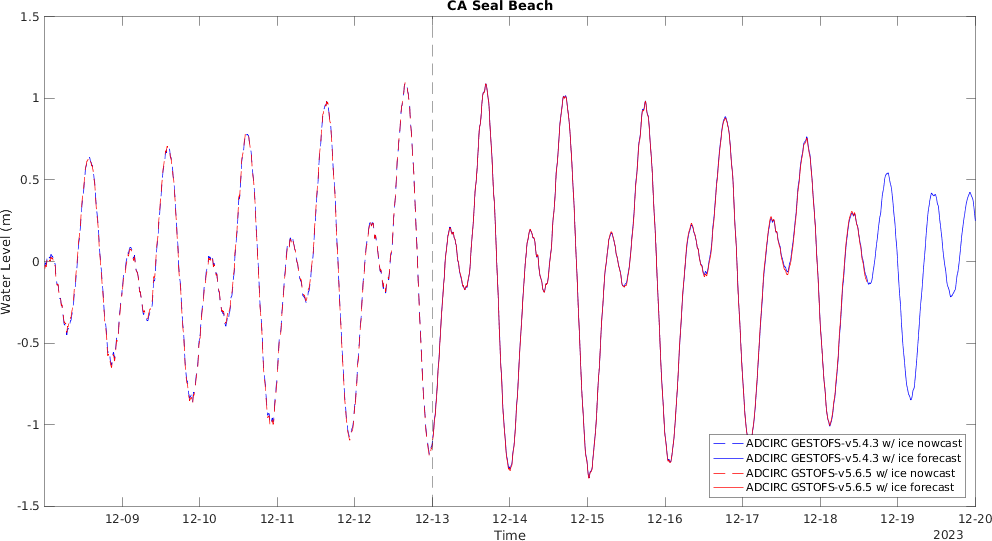 CA Seal Beach
1.5
1
0.5
0
-0.5
-1
-1.5
Water Level (m)
12-09 12-10 12-11 12-12 12-13 12-14 12-15 12-16 12-17 12-18 12-19 12-20
Time
2023
ADCIRC GESTOFS-v5.4.3 w/ ice nowcast
ADCIRC GESTOFS-v5.4.3 w/ ice forecast
ADCIRC GSTOFS-v5.6.5 w/ ice nowcast
ADCIRC GSTOFS-v5.6.5 w/ ice forecast